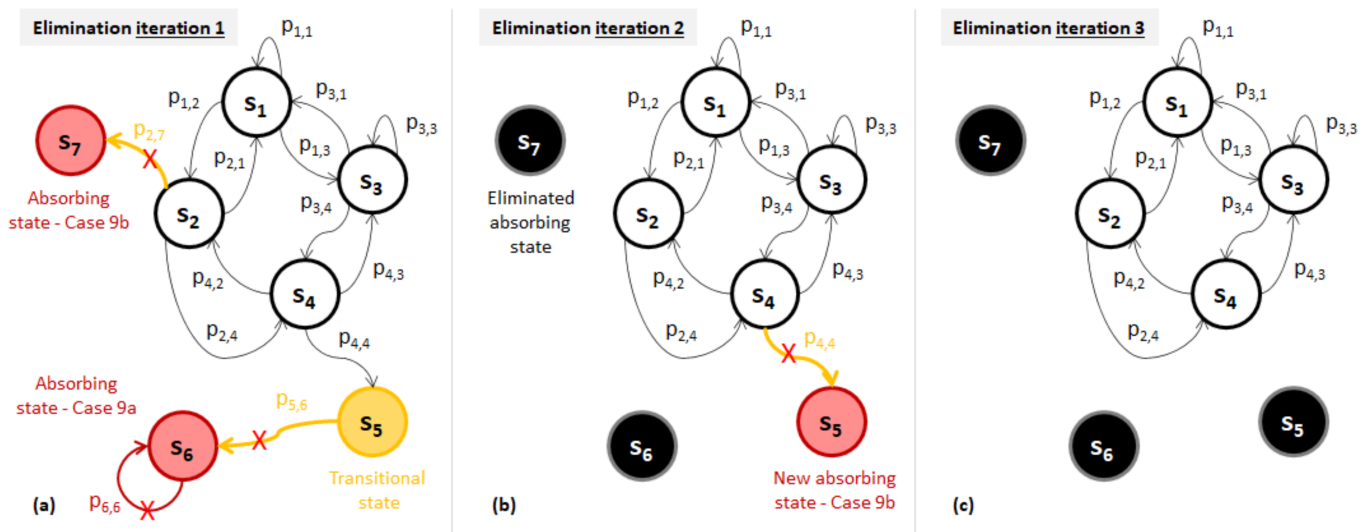 Elimination iteration 1
p1,1
s1
p1,2
p3,1
p3,3
s7
p2,7
X
p2,1
p1,3
s3
Absorbing
state - Case 9b
s2
p3,4
p4,2
s4
p4,3
p2,4
p4,4
Absorbing
state - Case 9a
p5,6
s6
X
s5
p6,6
X
Transitional
state
(a)
Elimination iteration 2
p1,1
s1
p1,2
p3,1
p3,3
s7
p2,1
p1,3
s3
Eliminated
absorbing
state
s2
p3,4
p4,2
s4
p4,3
p2,4
X
p4,4
s6
s5
New absorbing
state - Case 9b
(b)
Elimination iteration 3
p1,1
s1
p1,2
p3,1
p3,3
s7
p2,1
p1,3
s3
s2
p3,4
p4,2
s4
p4,3
p2,4
s6
s5
(c)